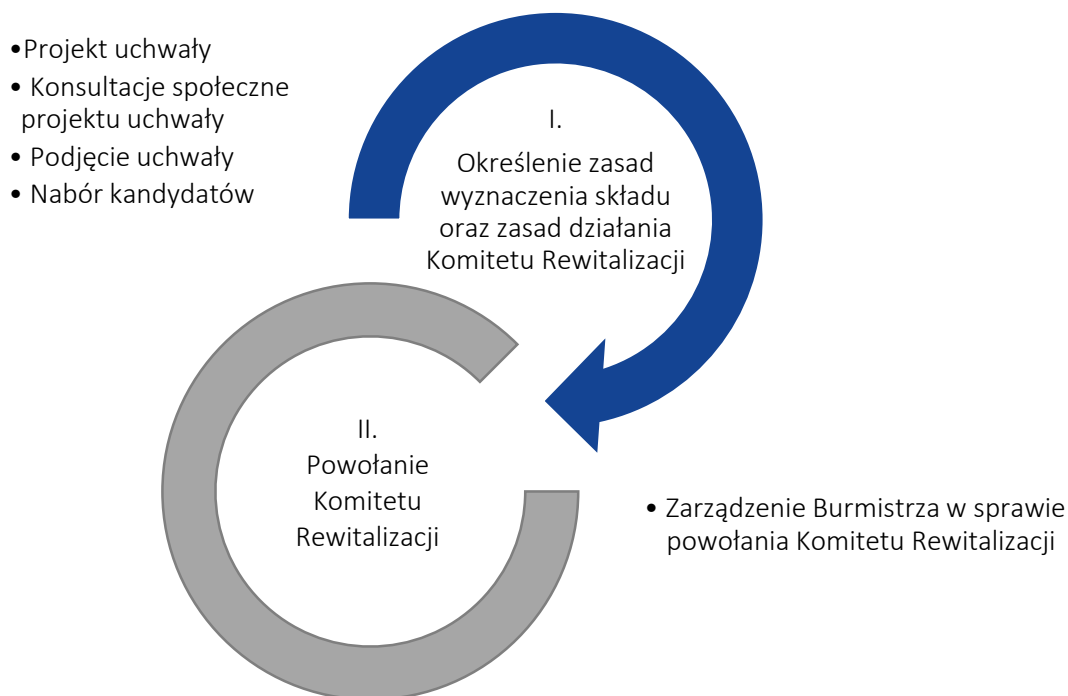 •Projekt uchwały
• Konsultacje społeczne
projektu uchwały
• Podjęcie uchwały
• Nabór kandydatów
I.
Określenie zasad
wyznaczenia składu
oraz zasad działania
Komitetu Rewitalizacji
II.
Powołanie
Komitetu
Rewitalizacji
• Zarządzenie Burmistrza w sprawie
powołania Komitetu Rewitalizacji